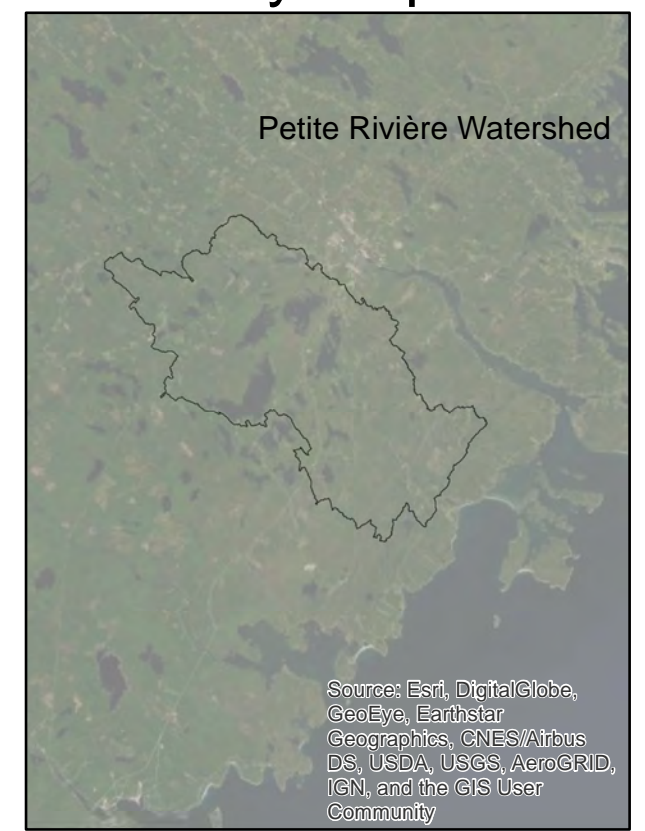 Petite Rivière Watershed
Source: Esri, DigitalGlobe,
GeoEye, Earthstar
Geographics, CNES/Airbus
DS, USDA, USGS, AeroGRID,
IGN, and the GIS User
Community